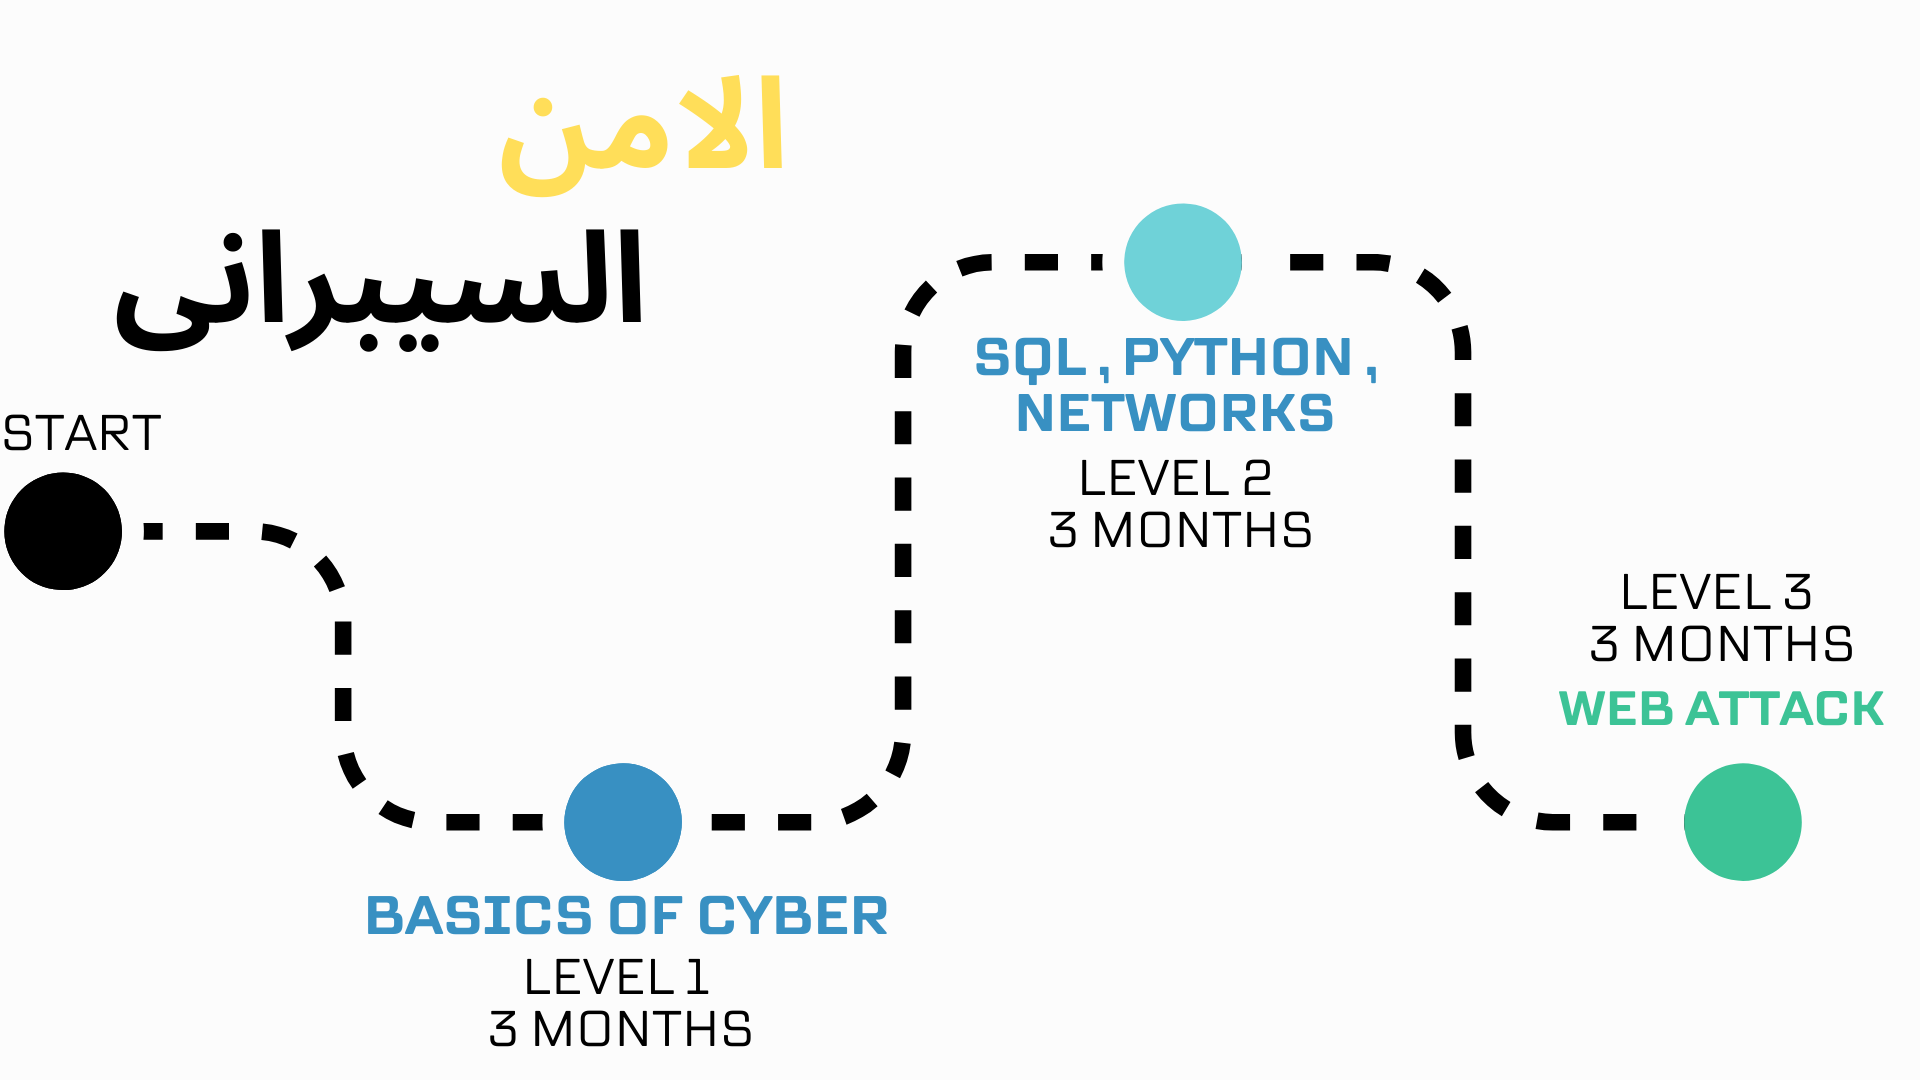 الامن
السيبرانى
START
BASICS OF CYBER
LEVEL 1
3 MONTHS
SQL , PYTHON ,
NETWORKS
LEVEL 2
3 MONTHS
LEVEL 3
3 MONTHS
WEB ATTACK